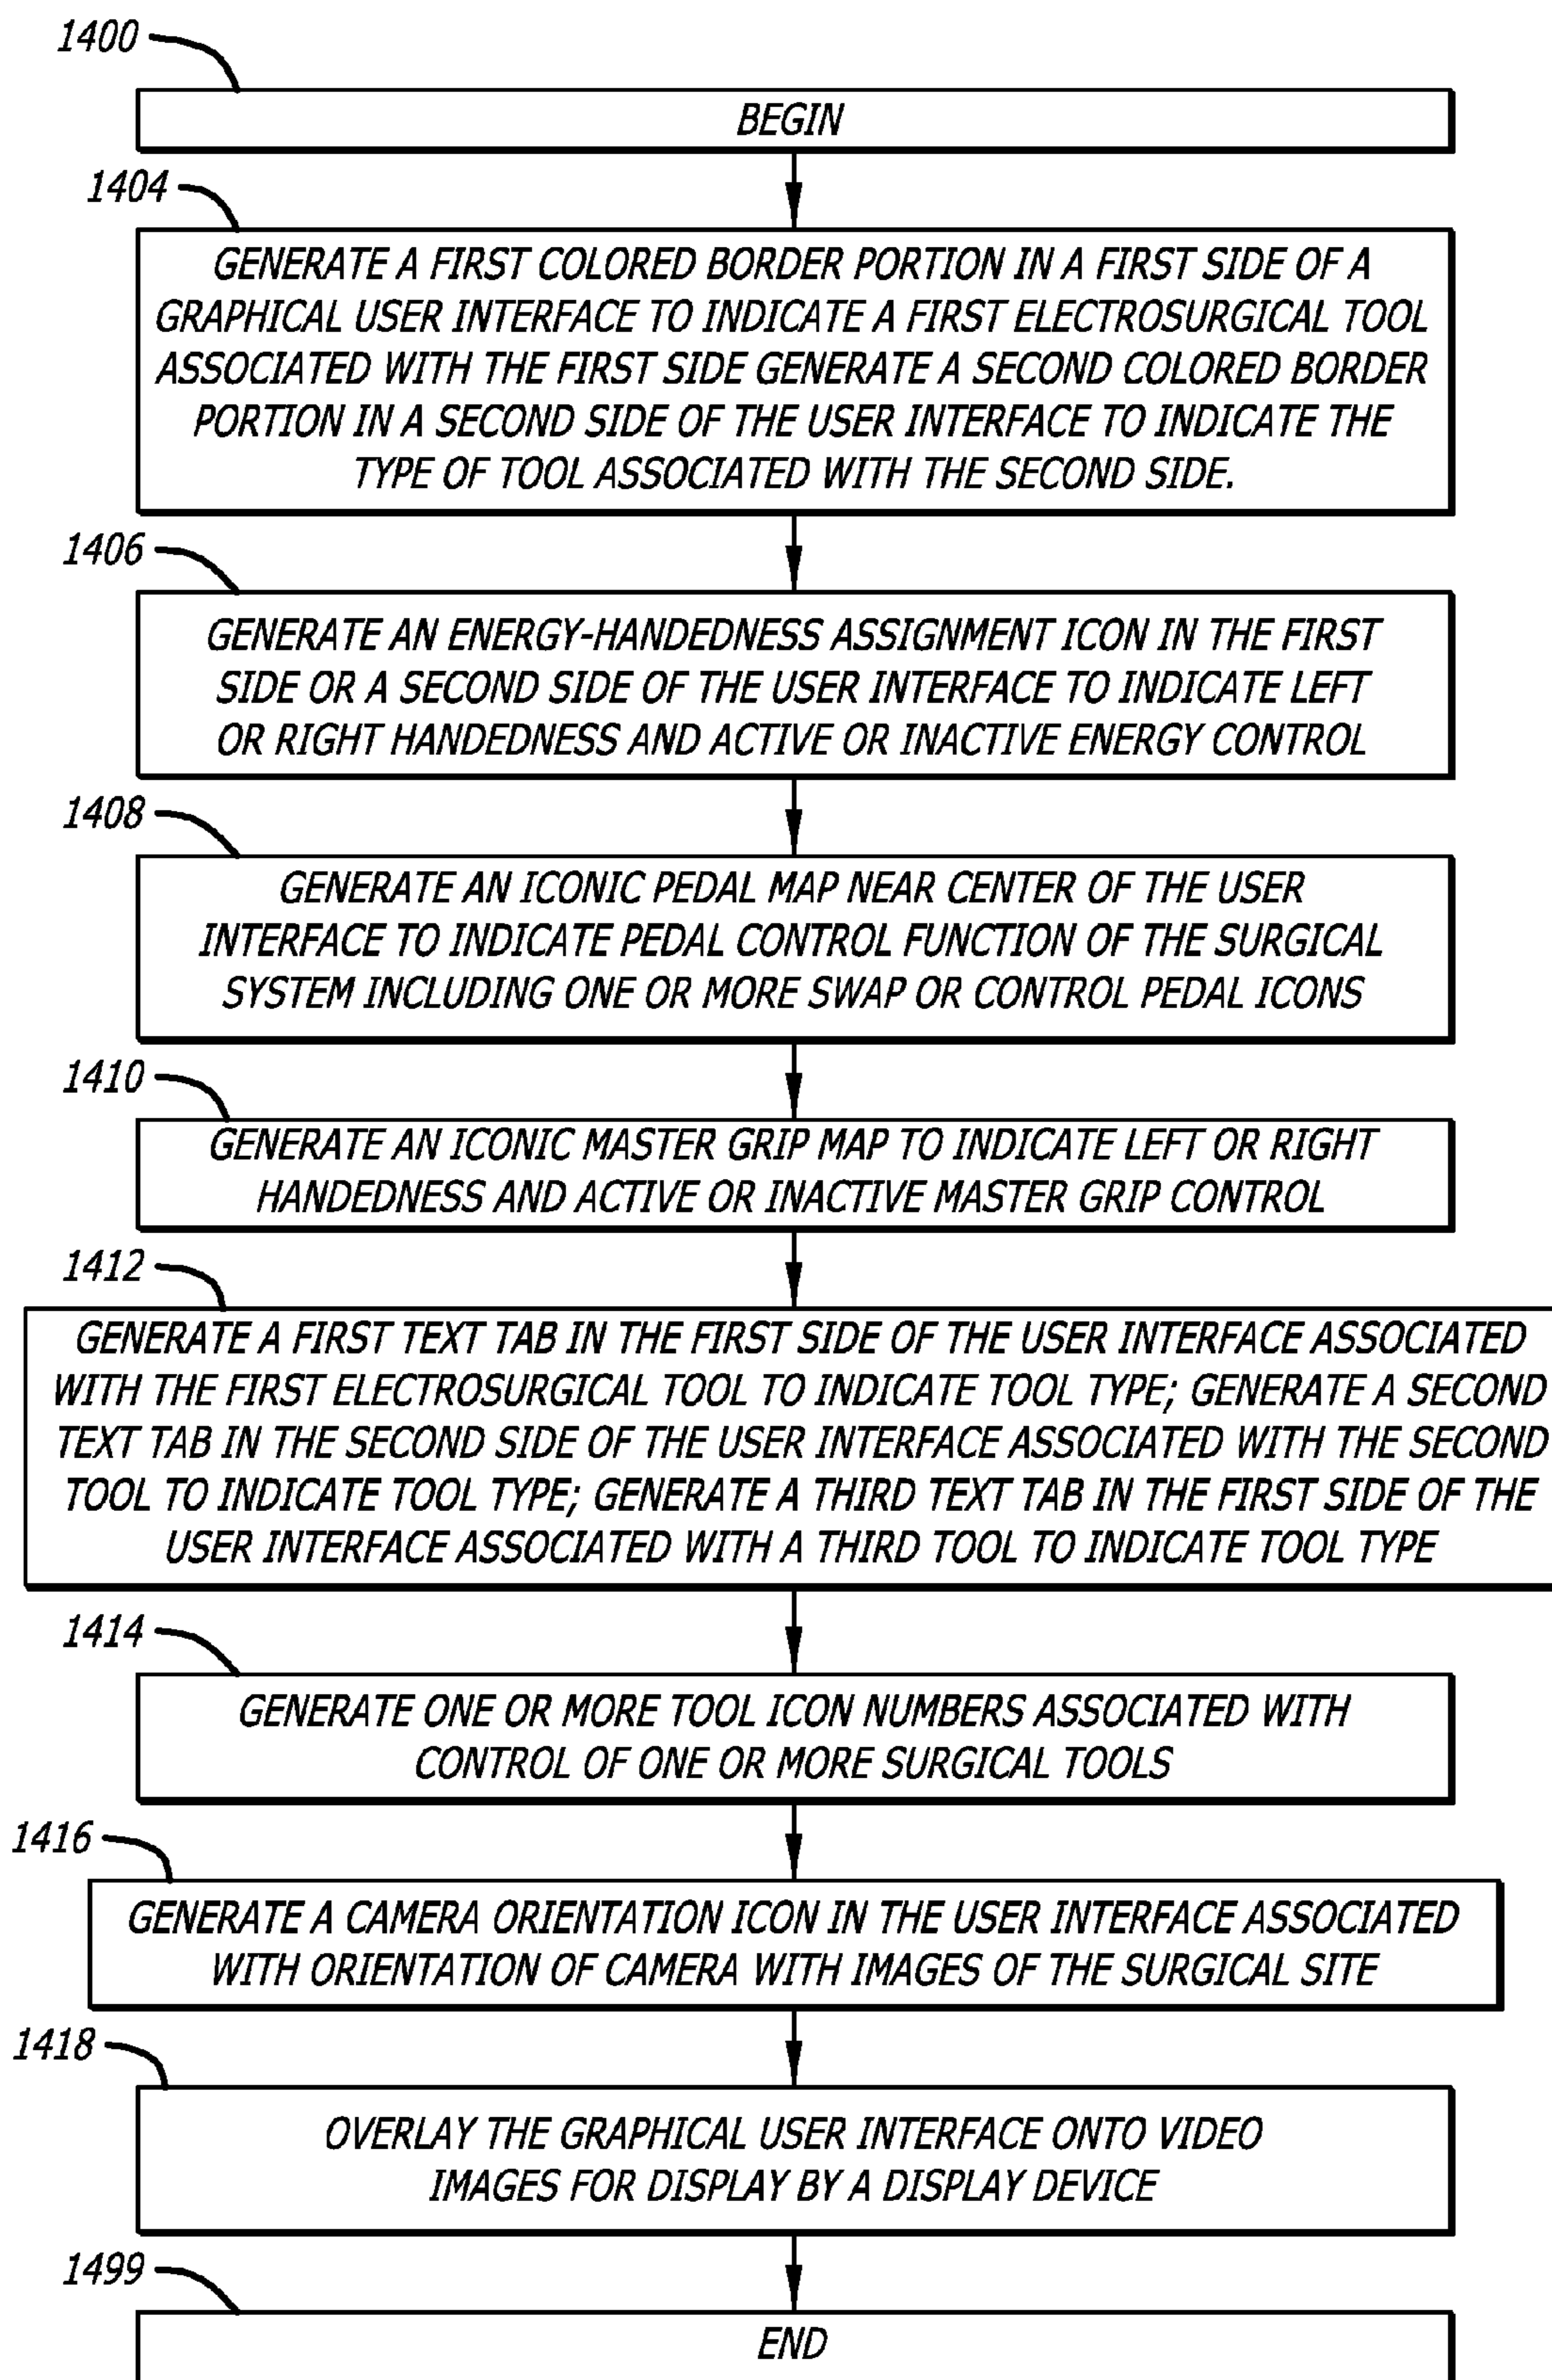 1400
BEGIN
1404
GENERATE A FIRST COLORED BORDER PORTION IN A FIRST SIDE OF A
GRAPHICAL USER INTERFACE TO INDICATE A FIRST ELECTROSURGICAL TOOL
ASSOCIATED WITH THE FIRST SIDE GENERATE A SECOND COLORED BORDER
PORTION IN A SECOND SIDE OF THE USER INTERFACE TO INDICATE THE
TYPE OF TOOL ASSOCIATED WITH THE SECOND SIDE.
1406
GENERATE AN ENERGY-HANDEDNESS ASSIGNMENT ICON IN THE FIRST
SIDE OR A SECOND SIDE OF THE USER INTERFACE TO INDICATE LEFT
OR RIGHT HANDEDNESS AND ACTIVE OR INACTIVE ENERGY CONTROL
1408
GENERATE AN ICONIC PEDAL MAP NEAR CENTER OF THE USER
INTERFACE TO INDICATE PEDAL CONTROL FUNCTION OF THE SURGICAL
SYSTEM INCLUDING ONE OR MORE SWAP OR CONTROL PEDAL ICONS
1410
GENERATE AN ICONIC MASTER GRIP MAP TO INDICATE LEFT OR RIGHT
HANDEDNESS AND ACTIVE OR INACTIVE MASTER GRIP CONTROL
1412
GENERATE A FIRST TEXT TAB IN THE FIRST SIDE OF THE USER INTERFACE ASSOCIATED
WITH THE FIRST ELECTROSURGICAL TOOL TO INDICATE TOOL TYPE; GENERATE A SECOND
TEXT TAB IN THE SECOND SIDE OF THE USER INTERFACE ASSOCIATED WITH THE SECOND
TOOL TO INDICATE TOOL TYPE; GENERATE A THIRD TEXT TAB IN THE FIRST SIDE OF THE
USER INTERFACE ASSOCIATED WITH A THIRD TOOL TO INDICATE TOOL TYPE
1414
GENERATE ONE OR MORE TOOL ICON NUMBERS ASSOCIATED WITH
CONTROL OF ONE OR MORE SURGICAL TOOLS
1416
GENERATE A CAMERA ORIENTATION ICON IN THE USER INTERFACE ASSOCIATED
WITH ORIENTATION OF CAMERA WITH IMAGES OF THE SURGICAL SITE
1418
OVERLAY THE GRAPHICAL USER INTERFACE ONTO VIDEO
IMAGES FOR DISPLAY BY A DISPLAY DEVICE
1499
END